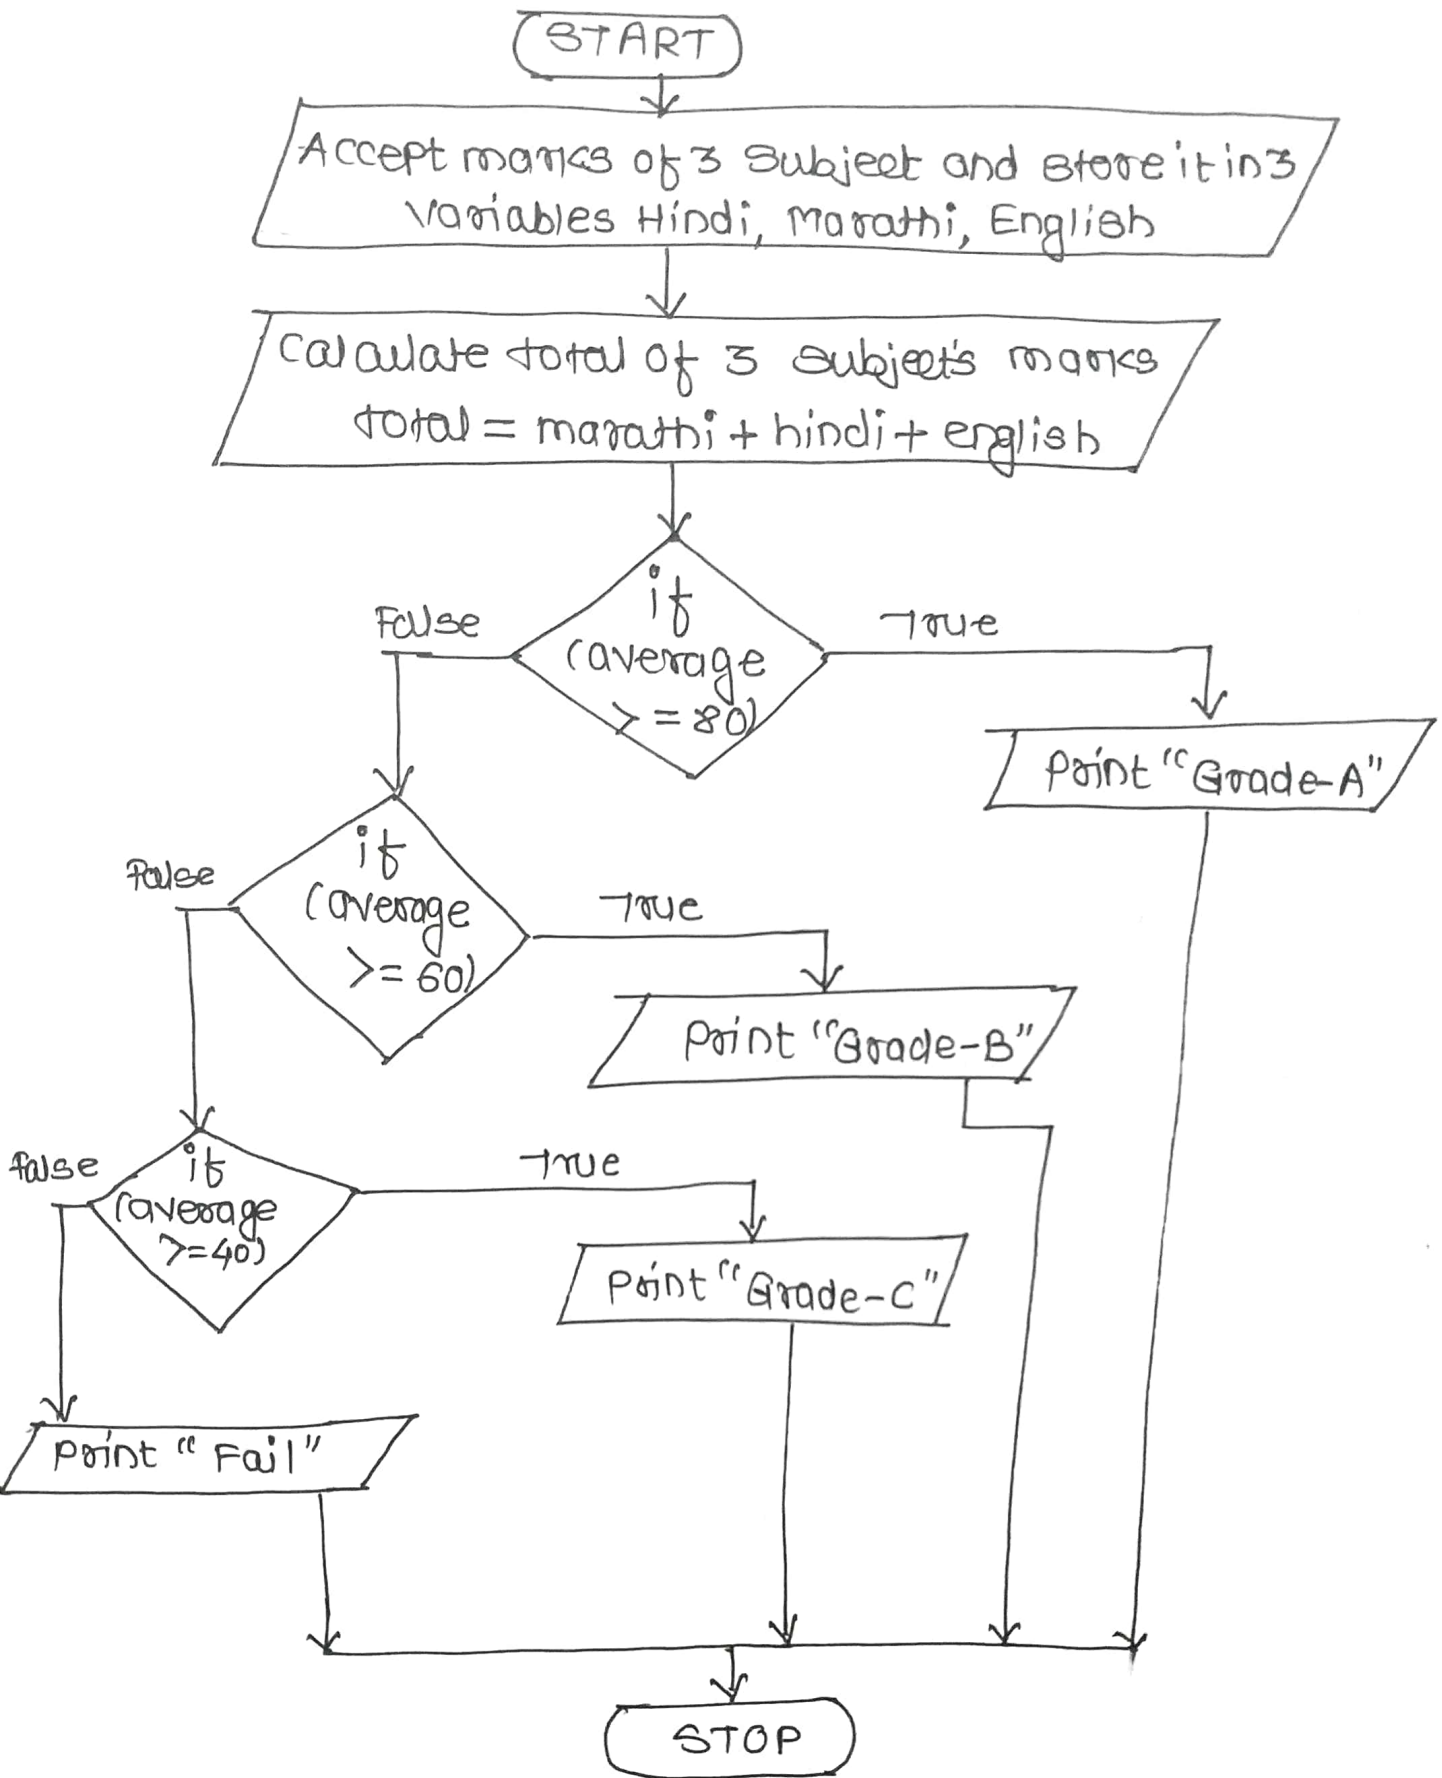 START
Accept marks of 3 Subject and store it in 3
Variables Hindi, Marathi, English
Calculate total of 3 subject's marks
total = marathi + hindi + english
if
(average
>= 80)
False
True
Print "Grade-A"
if
(average
>= 60)
False
True
Print "Grade-B"
if
(average
>=40)
false
True
Print "Grade-C"
Print "Fail"
STOP